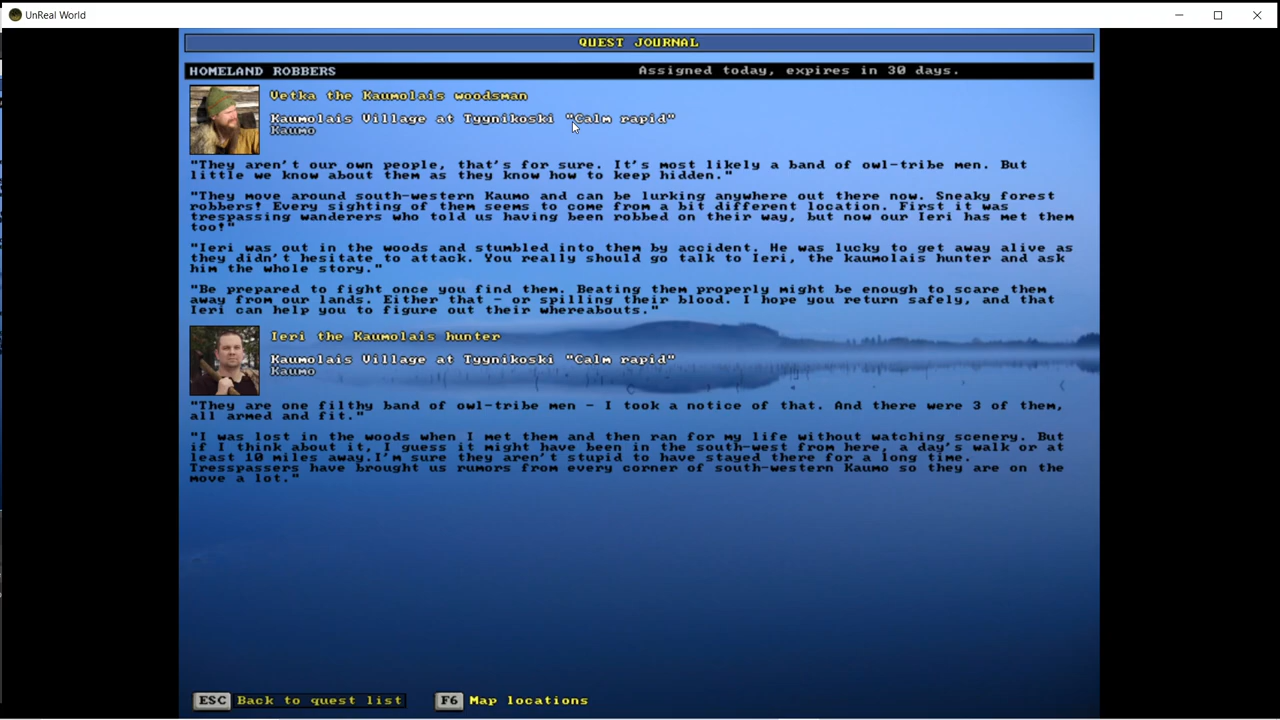 UnReal World
QUEST JOURNAL
HOMELAND ROBBERS
Assigned today, expires in 30 days.
Vetka the Kaumolais woodsman
Kaumolais Village at Tyynikoski "Calm rapid"
Kaumo
"They aren't our own people, that's for sure. It's most likely a band of owl-tribe men. But
little we know about them as they know how to keep hidden."
"They move around south-western Kaumo and can be lurking anywhere out there now. Sneaky forest
robbers! Every sighting of them seems to come from a bit different location. First it was
trespassing wanderers who told us having been robbed on their way, but now our Ieri has met them
too!"
"Ieri was out in the woods and stumbled into them by accident. He was lucky to get away alive as
they didn't hesitate to attack. You really should go talk to Ieri, the kaumolais hunter and ask
him the whole story."
"Be prepared to fight once you find them. Beating them properly might be enough to scare them
away from our lands. Either that - or spilling their blood. I hope you return safely, and that
Ieri can help you to figure out their whereabouts."
Ieri the Kaumolais hunter
Kaumolais Village at Tyynikoski "Calm rapid"
Kaumo
"They are one filthy band of owl-tribe men - I took a notice of that. And there were 3 of them,
all armed and fit."
"I was lost in the woods when I met them and then ran for my life without watching scenery. But
if I think about it, I guess it might have been in the south-west from here, a day's walk or at
least 10 miles away.I'm sure they aren't stupid to have stayed there for a long time.
Tresspassers have brought us rumors from every corner of south-western Kaumo so they are on the
move a lot."
ESC Back to quest list
F6 Map locations